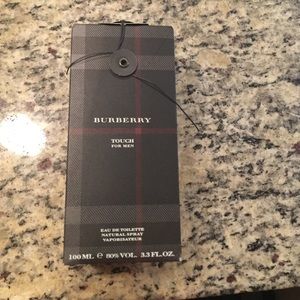 BURBERRY
TOUCH
FOR MEN
EAU DE TOILETTE
NATURAL SPRAY
VAPORISATEUR
100 ML ℮ 80% VOL. 3.3 FL.OZ.